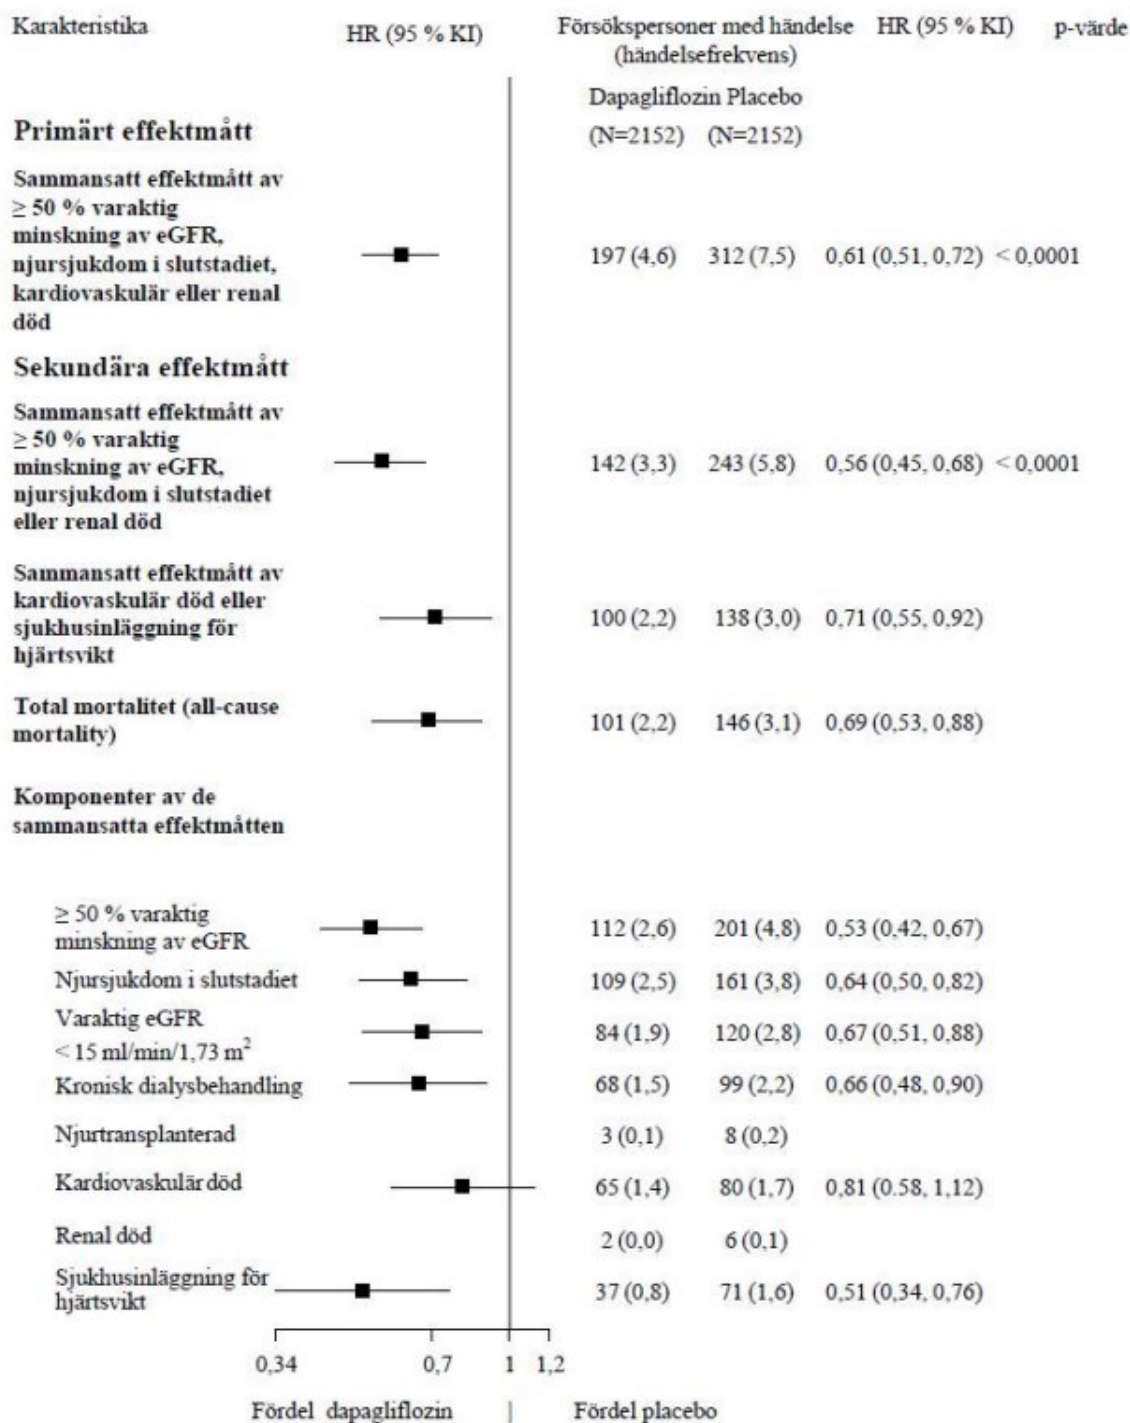 Karakteristika HR (95 % KI) Försökspersoner med händelse HR (95 % KI) p-värde
(händelsefrekvens)
Dapagliflozin Placebo
Primärt effektmått (N=2152) (N=2152)
Sammansatt effektmått av
≥ 50 % varaktig
minskning av eGFR,
njursjukdom i slutstadiet,
kardiovaskulär eller renal
död
197 (4,6) 312 (7,5) 0,61 (0,51, 0,72) < 0,0001
Sekundära effektmått
Sammansatt effektmått av
≥ 50 % varaktig
minskning av eGFR,
njursjukdom i slutstadiet
eller renal död
142 (3,3) 243 (5,8) 0,56 (0,45, 0,68) < 0,0001
Sammansatt effektmått av
kardiovaskulär död eller
sjukhusinläggning för
hjärtsvikt
100 (2,2) 138 (3,0) 0,71 (0,55, 0,92)
Total mortalitet (all-cause
mortality)
101 (2,2) 146 (3,1) 0,69 (0,53, 0,88)
Komponenter av de
sammansatta effektmåtten
≥ 50 % varaktig
minskning av eGFR
112 (2,6) 201 (4,8) 0,53 (0,42, 0,67)
Njursjukdom i slutstadiet 109 (2,5) 161 (3,8) 0,64 (0,50, 0,82)
Varaktig eGFR
< 15 ml/min/1,73 m²
84 (1,9) 120 (2,8) 0,67 (0,51, 0,88)
Kronisk dialysbehandling 68 (1,5) 99 (2,2) 0,66 (0,48, 0,90)
Njurtransplanterad 3 (0,1) 8 (0,2)
Kardiovaskulär död 65 (1,4) 80 (1,7) 0,81 (0.58, 1,12)
Renal död 2 (0,0) 6 (0,1)
Sjukhusinläggning för
hjärtsvikt
37 (0,8) 71 (1,6) 0,51 (0,34, 0,76)
0,34 0,7 1 1,2
Fördel dapagliflozin | Fördel placebo